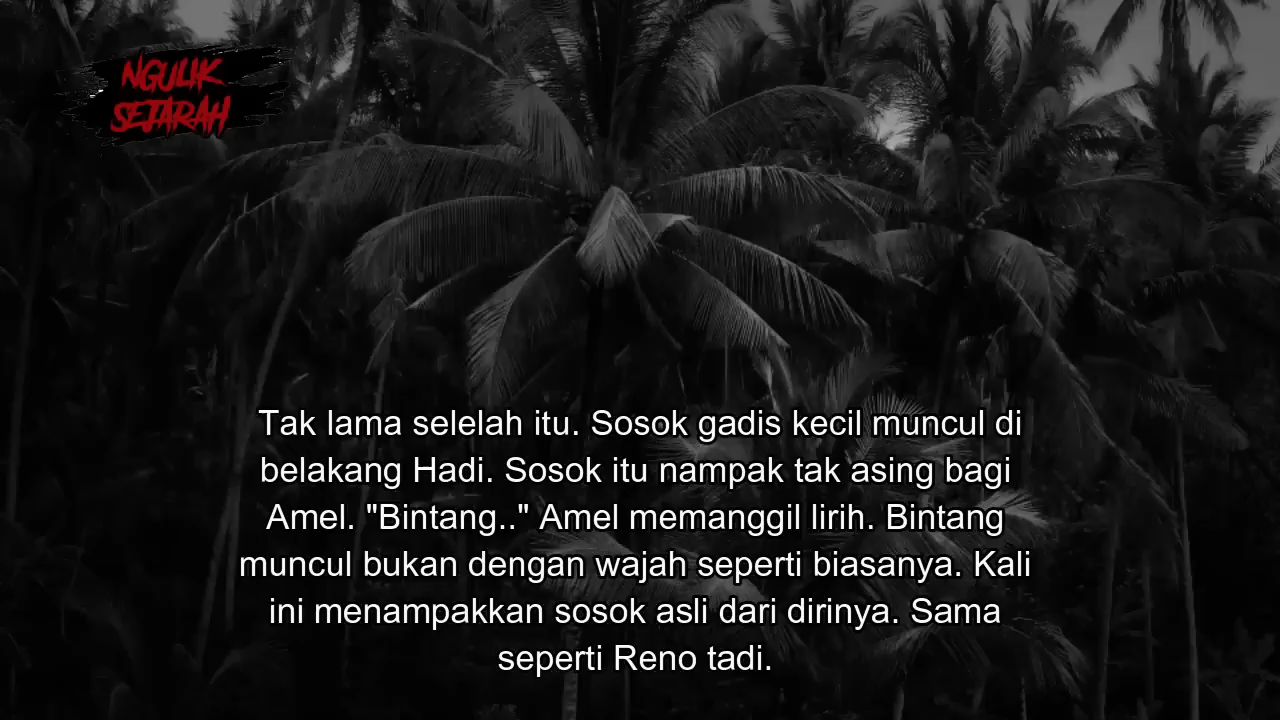 NGULIK
SEJARAH
Tak lama selelah itu. Sosok gadis kecil muncul di
belakang Hadi. Sosok itu nampak tak asing bagi
Amel. "Bintang.." Amel memanggil lirih. Bintang
muncul bukan dengan wajah seperti biasanya. Kali
ini menampakkan sosok asli dari dirinya. Sama
seperti Reno tadi.